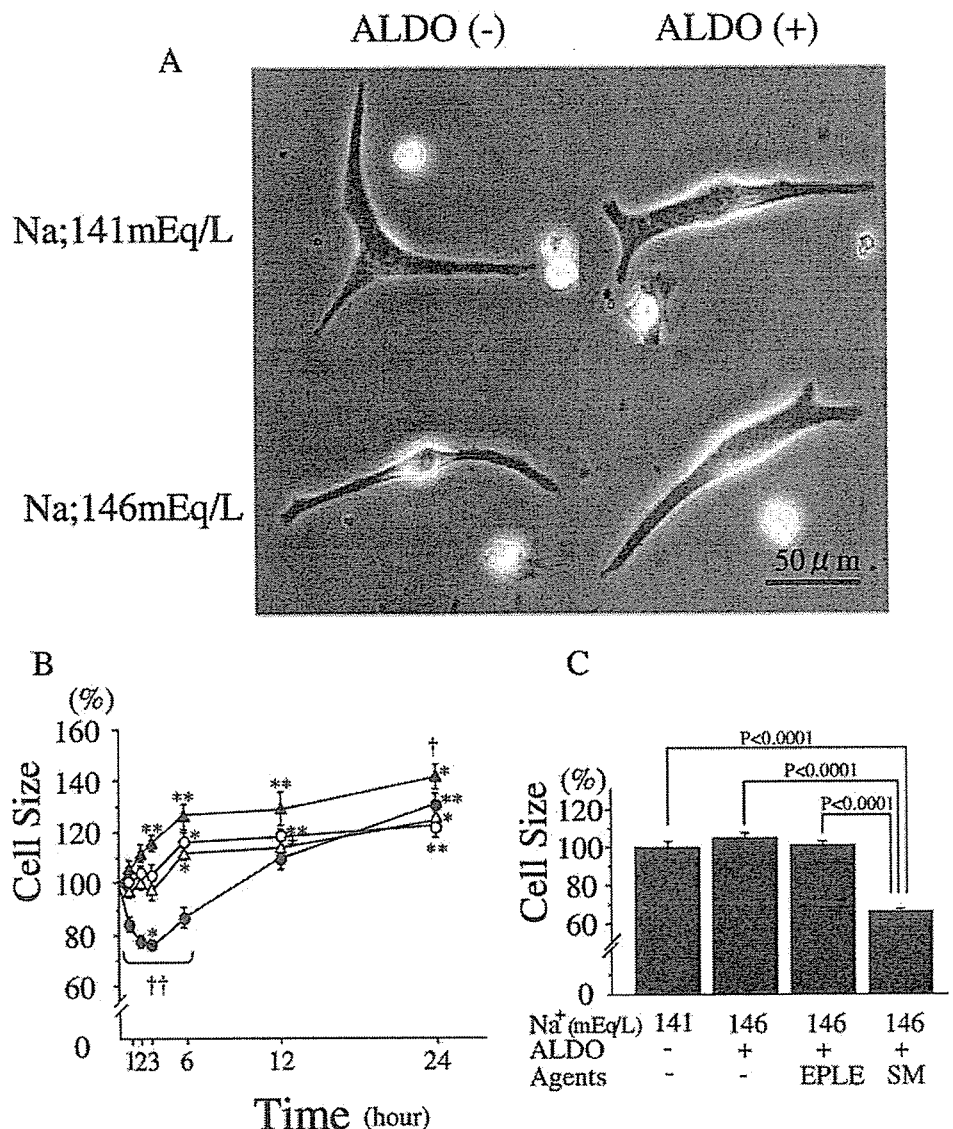 ALDO (-) ALDO (+)
A
Na;141mEq/L
Na;146mEq/L
50 μm
B
(%)
160
140
120
100
80
60
0
Cell Size
** ** ** † * ** * **
* * ** * *
††
1 2 3 6 12 24
Time (hour)
C
P<0.0001
P<0.0001
P<0.0001
(%)
120
100
80
60
0
Cell Size
Na⁺(mEq/L) 141 146 146 146
ALDO - + + +
Agents - - EPLE SM